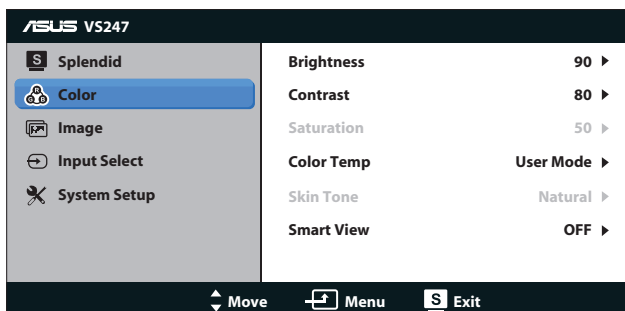 ASUS VS247
S Splendid
R G B Color
Image
Input Select
System Setup
Brightness 90
Contrast 80
Saturation 50
Color Temp User Mode
Skin Tone Natural
Smart View OFF
Move Menu S Exit